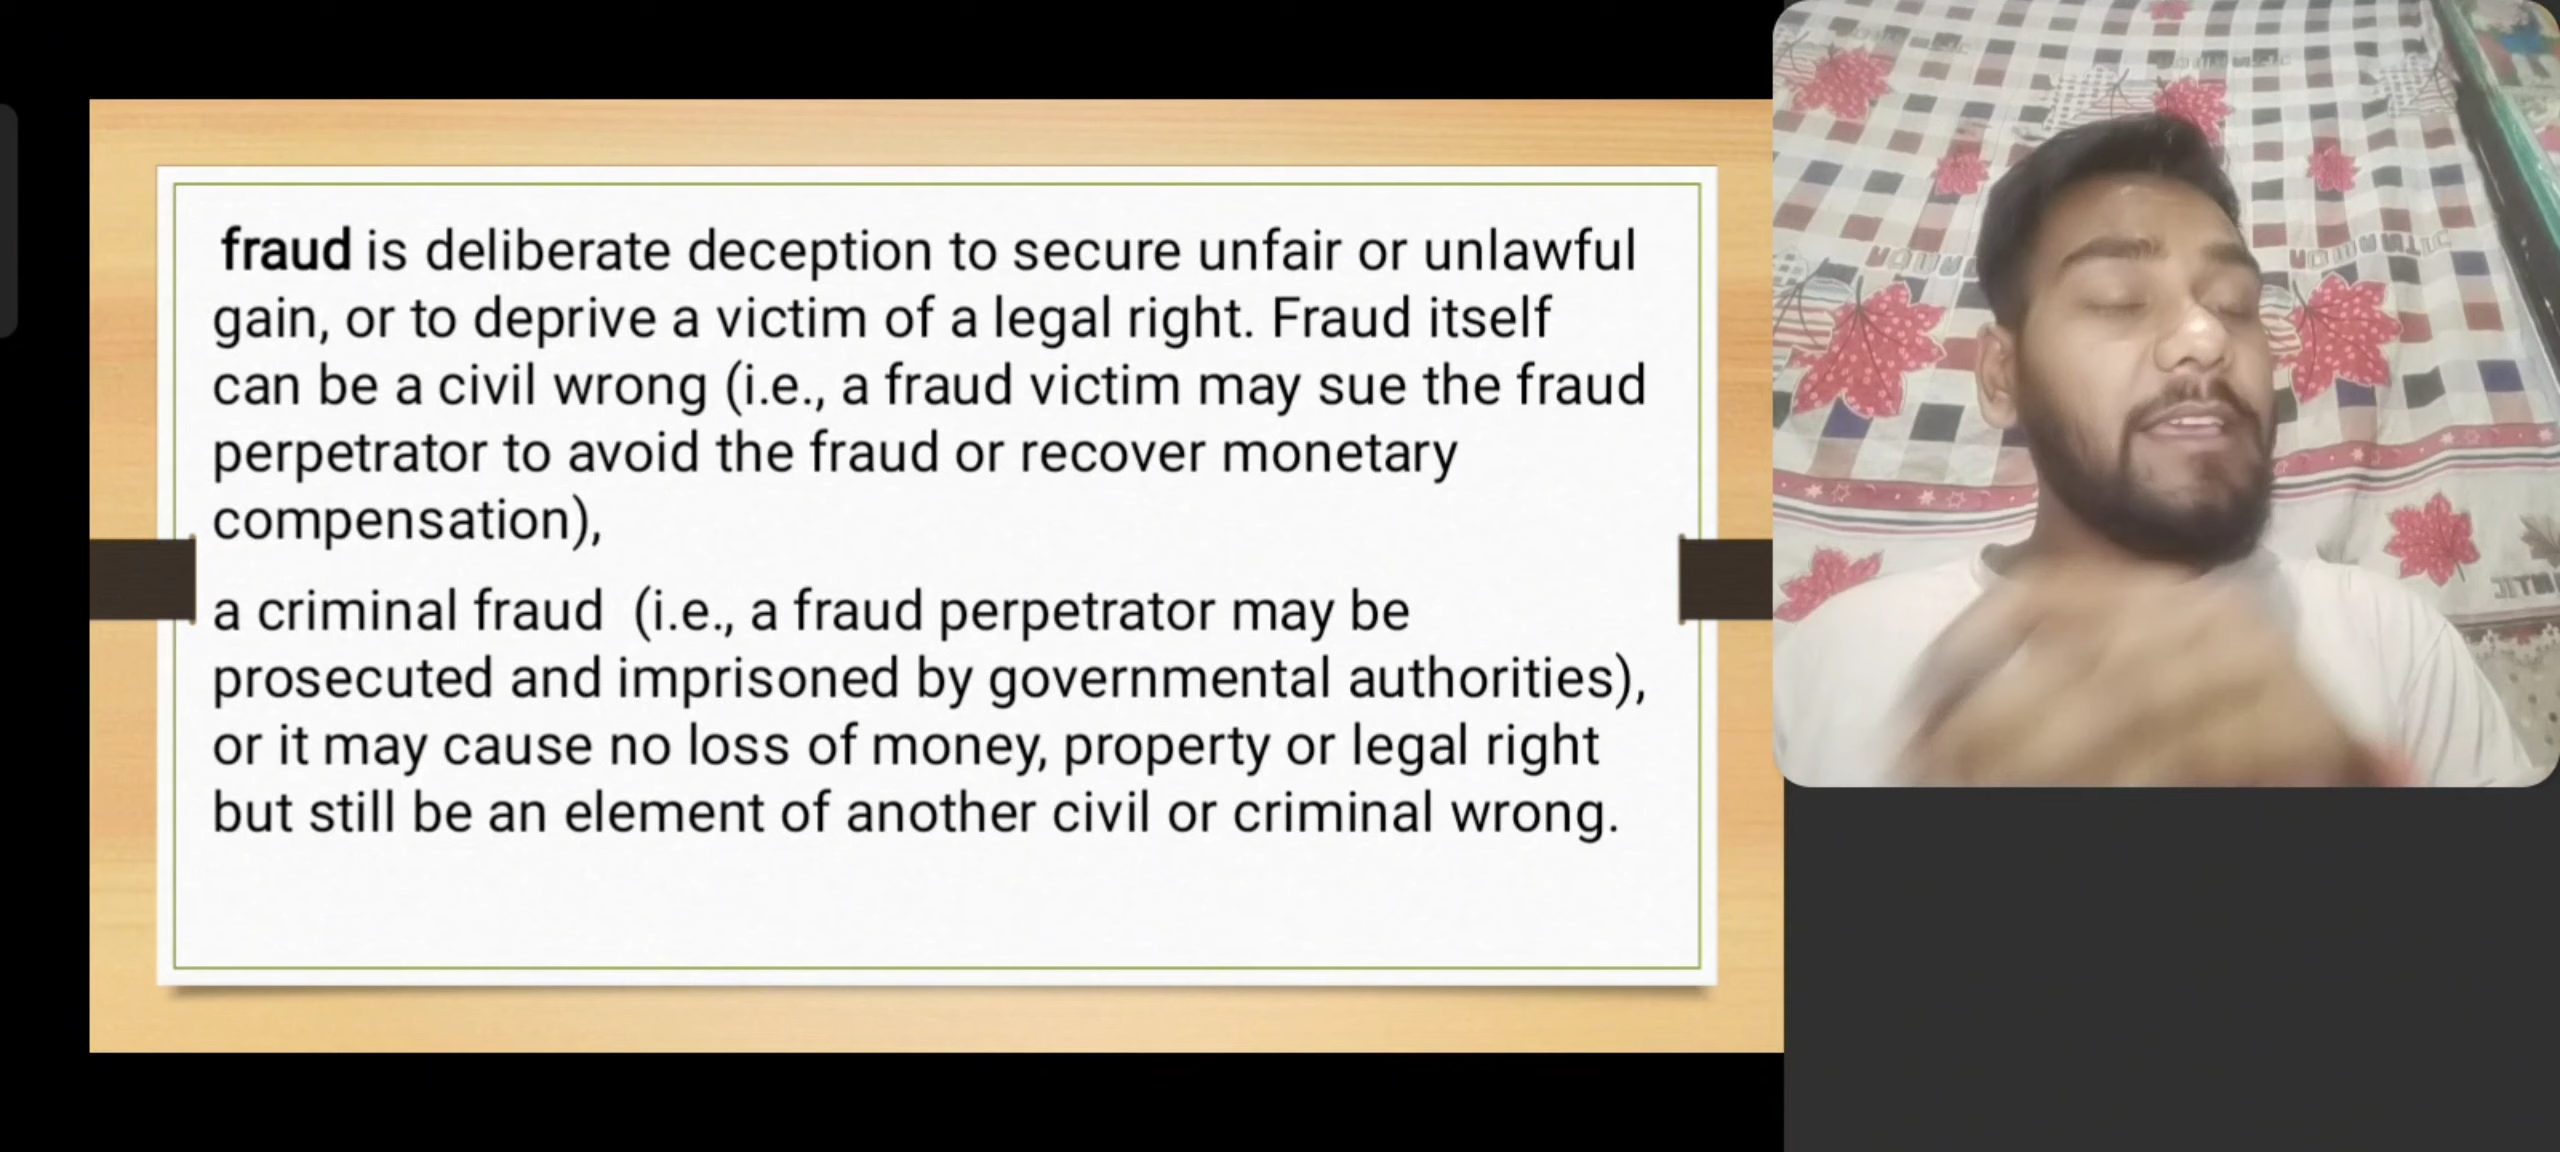 fraud is deliberate deception to secure unfair or unlawful
gain, or to deprive a victim of a legal right. Fraud itself
can be a civil wrong (i.e., a fraud victim may sue the fraud
perpetrator to avoid the fraud or recover monetary
compensation),
a criminal fraud  (i.e., a fraud perpetrator may be
prosecuted and imprisoned by governmental authorities),
or it may cause no loss of money, property or legal right
but still be an element of another civil or criminal wrong.